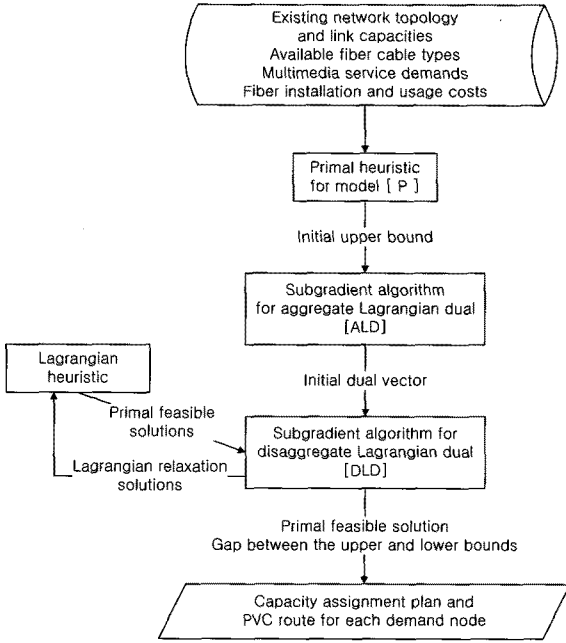 Existing network topology
and link capacities
Available fiber cable types
Multimedia service demands
Fiber installation and usage costs
Primal heuristic
for model [ P ]
Initial upper bound
Subgradient algorithm
for aggregate Lagrangian dual
[ALD]
Lagrangian
heuristic
Initial dual vector
Primal feasible
solutions
Subgradient algorithm for
disaggregate Lagrangian dual
[DLD]
Lagrangian relaxation
solutions
Primal feasible solution
Gap between the upper and lower bounds
Capacity assignment plan and
PVC route for each demand node